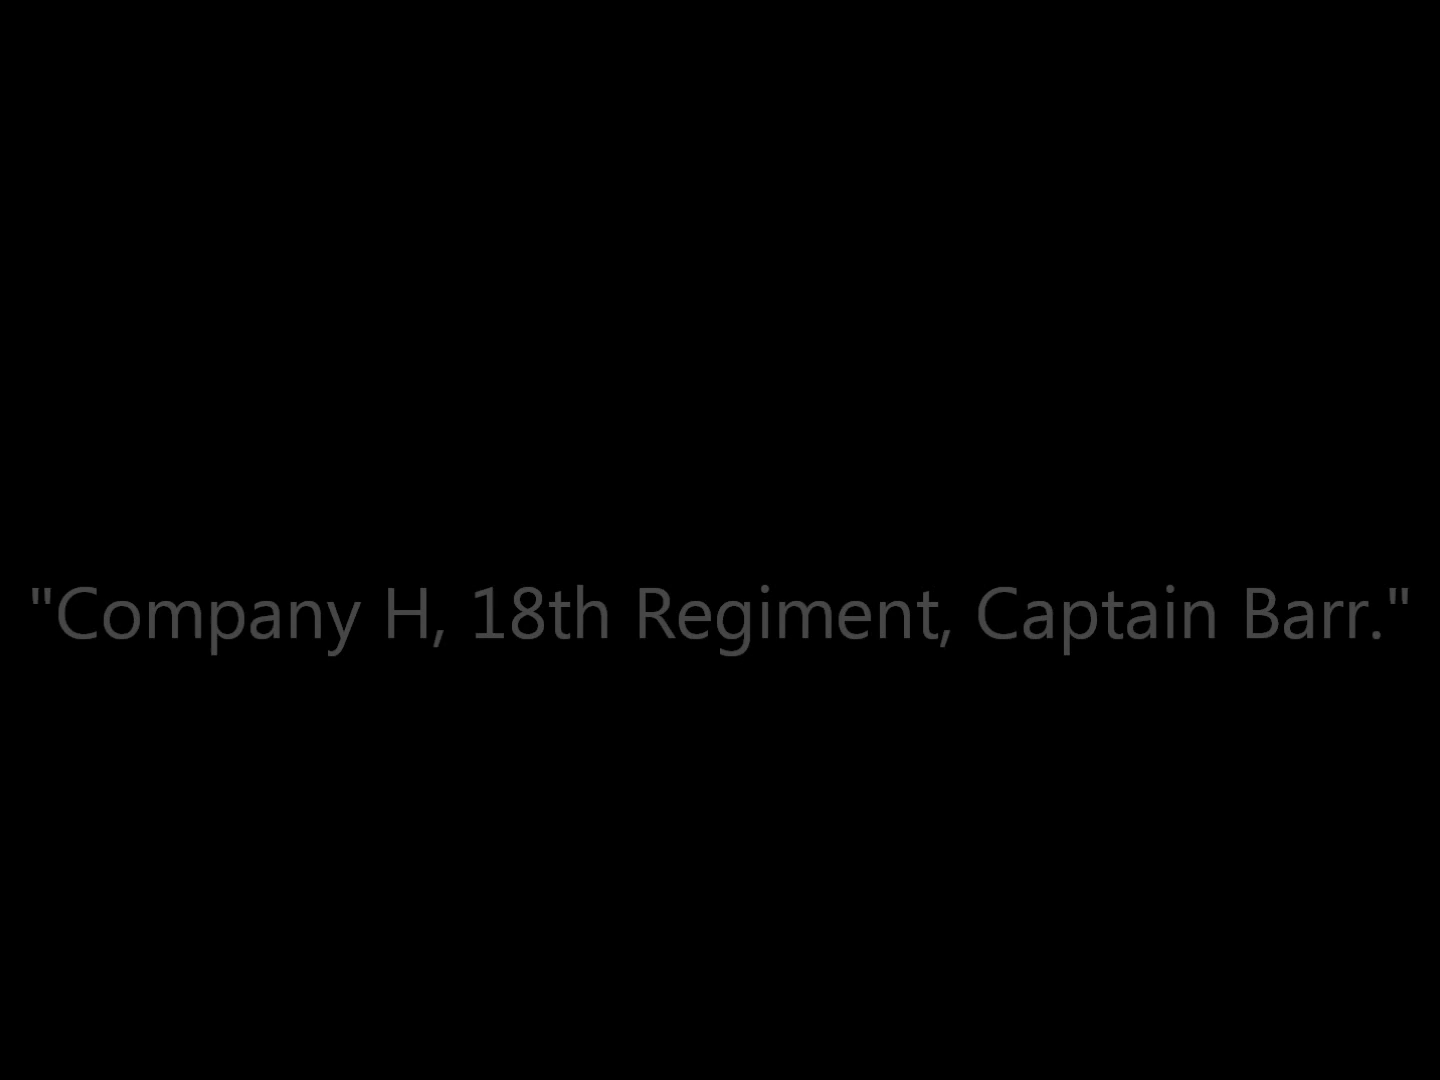 "Company H, 18th Regiment, Captain Barr."